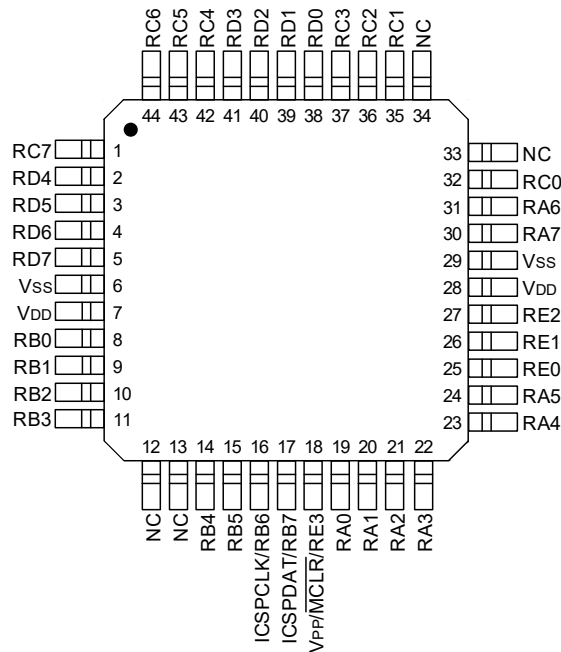 RC6
RC5
RC4
RD3
RD2
RD1
RD0
RC3
RC2
RC1
NC
44
43
42
41
40
39
38
37
36
35
34
RC7 1
RD4 2
RD5 3
RD6 4
RD7 5
VSS 6
VDD 7
RB0 8
RB1 9
RB2 10
RB3 11
33 NC
32 RC0
31 RA6
30 RA7
29 VSS
28 VDD
27 RE2
26 RE1
25 RE0
24 RA5
23 RA4
12
13
14
15
16
17
18
19
20
21
22
NC
NC
RB4
RB5
ICSPCLK/RB6
ICSPDAT/RB7
VPP/MCLR/RE3
RA0
RA1
RA2
RA3